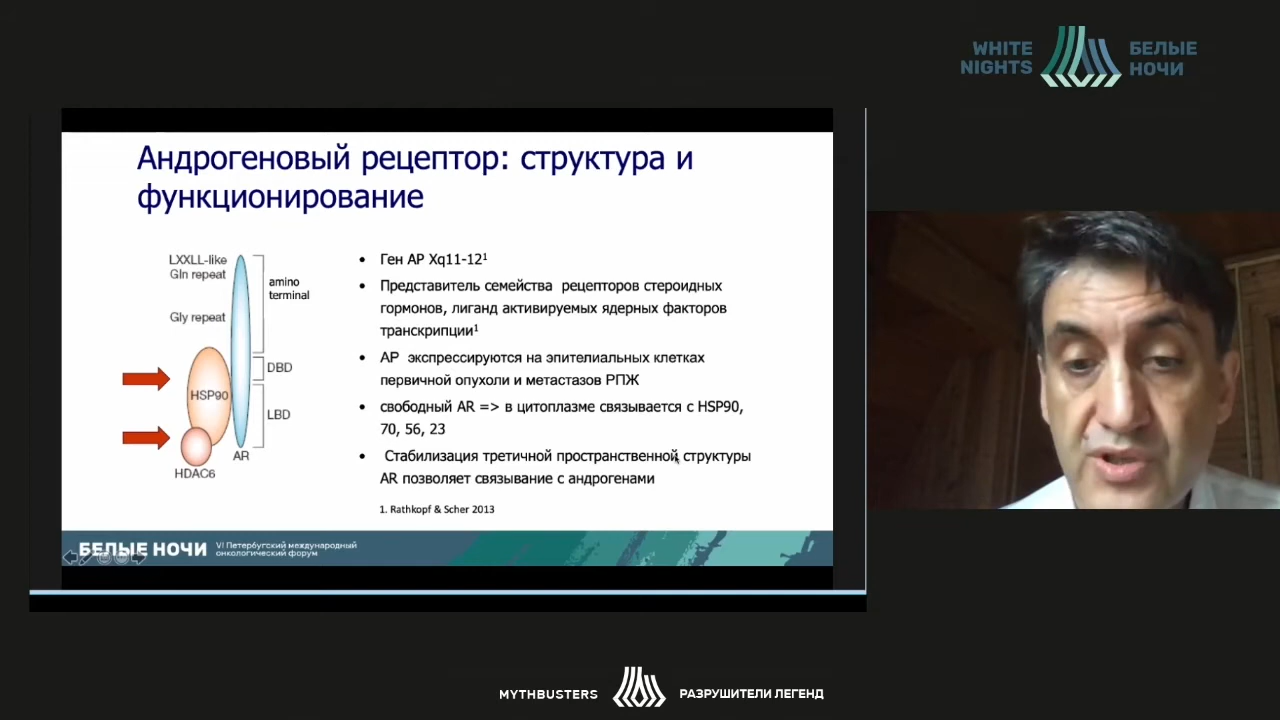 WHITE
NIGHTS
БЕЛЫЕ
НОЧИ
Андрогеновый рецептор: структура и
функционирование
LXXLL-like
Gln repeat
Gly repeat
amino
terminal
DBD
LBD
HSP90
AR
HDAC6
• Ген АР Xq11-12¹
• Представитель семейства рецепторов стероидных
гормонов, лиганд активируемых ядерных факторов
транскрипции¹
• АР экспрессируются на эпителиальных клетках
первичной опухоли и метастазов РПЖ
• свободный AR => в цитоплазме связывается с HSP90,
70, 56, 23
• Стабилизация третичной пространственной структуры
AR позволяет связывание с андрогенами
1. Rathkopf & Scher 2013
БЕЛЫЕ НОЧИ
VI Петербургский международный
онкологический форум
MYTHBUSTERS
РАЗРУШИТЕЛИ ЛЕГЕНД